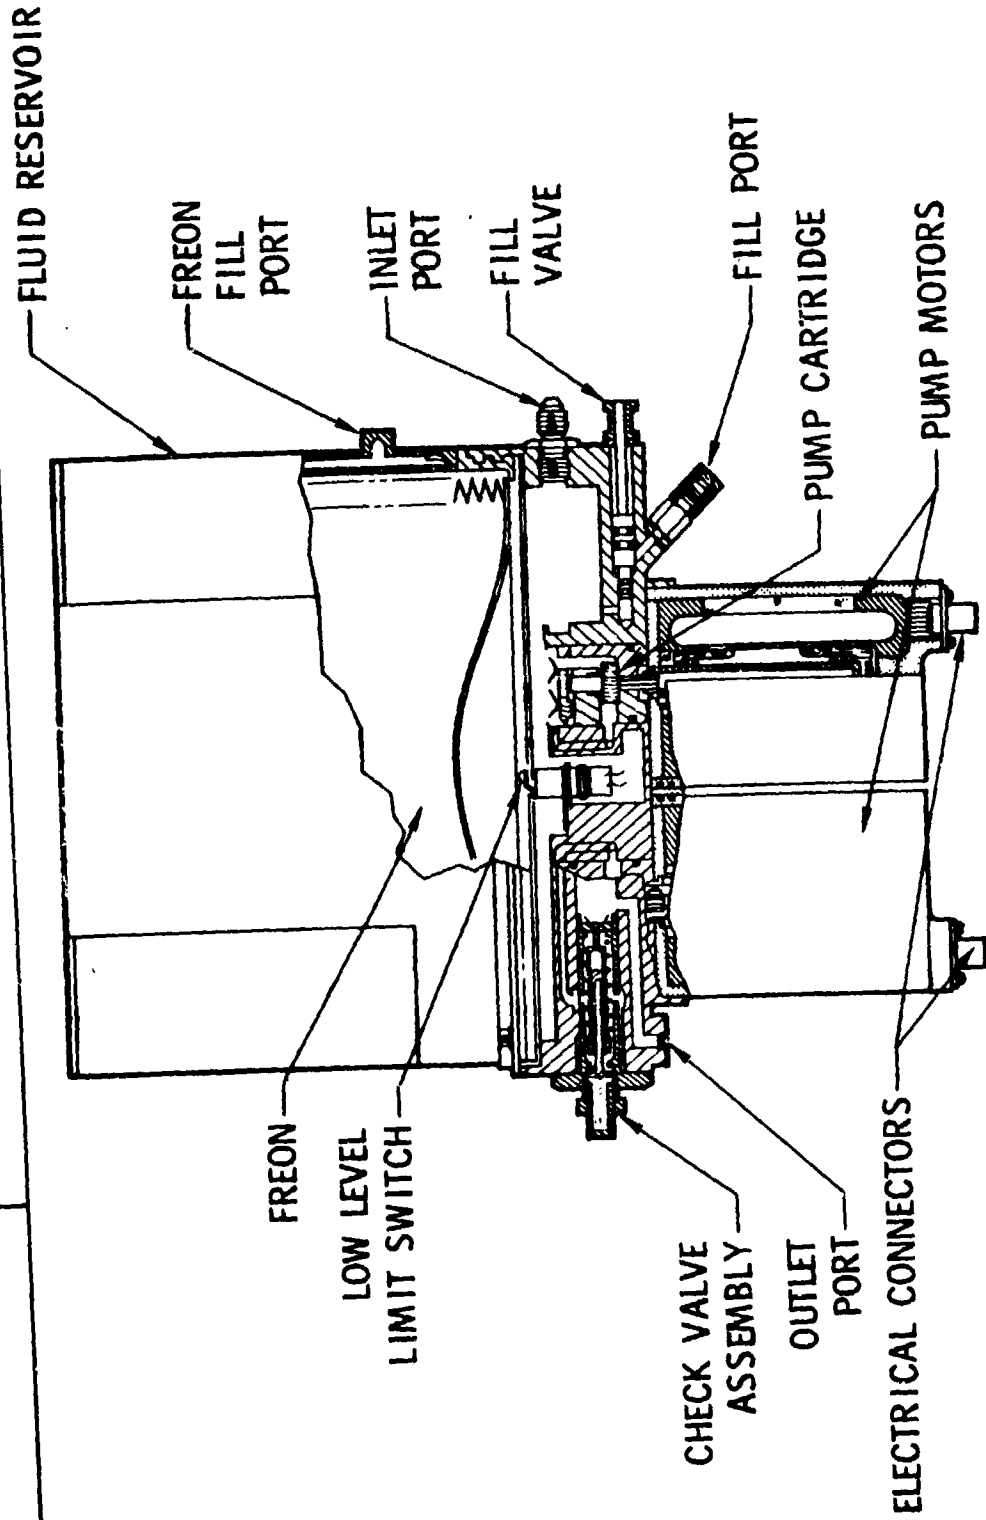 FLUID RESERVOIR
FREON
FILL
PORT
INLET
PORT
FILL
VALVE
FILL PORT
PUMP CARTRIDGE
PUMP MOTORS
FREON
LOW LEVEL
LIMIT SWITCH
CHECK VALVE
ASSEMBLY
OUTLET
PORT
ELECTRICAL CONNECTORS